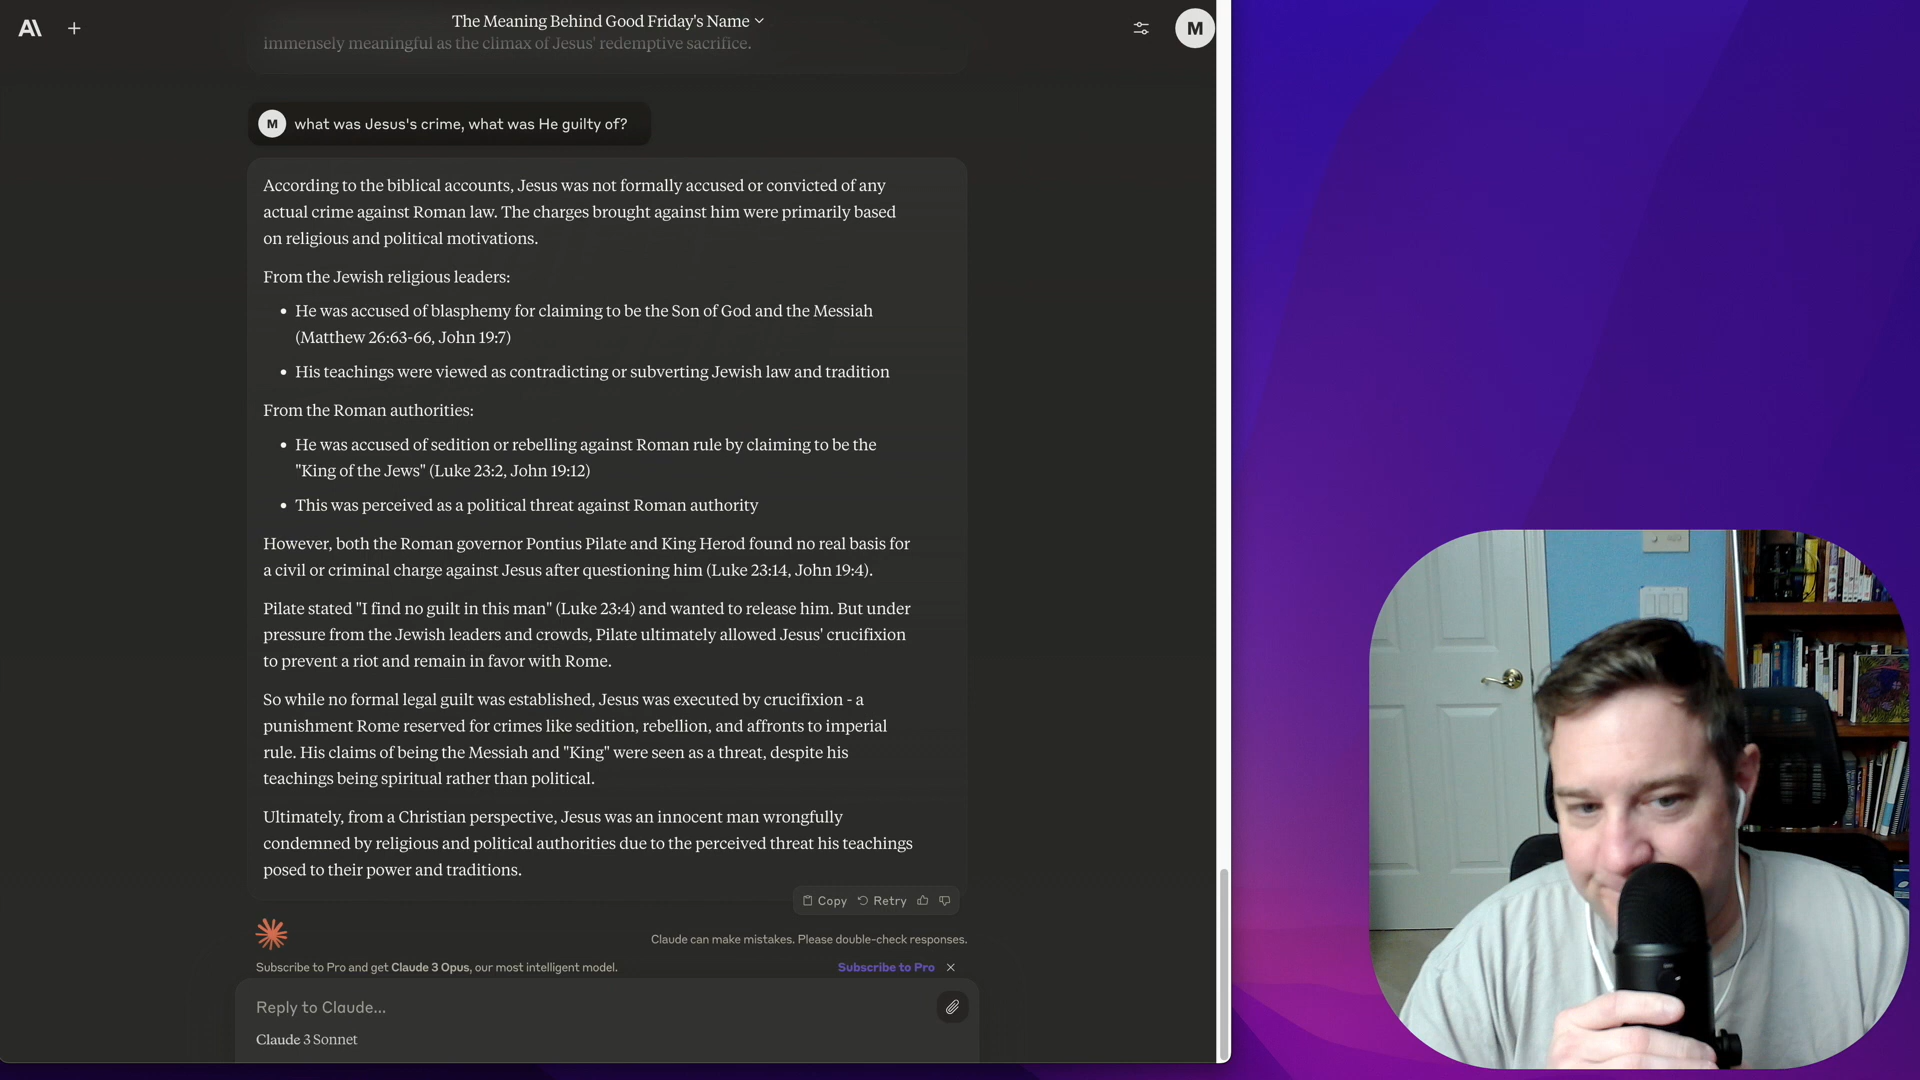 The Meaning Behind Good Friday's Name
M
immensely meaningful as the climax of Jesus' redemptive sacrifice.
M what was Jesus's crime, what was He guilty of?
According to the biblical accounts, Jesus was not formally accused or convicted of any
actual crime against Roman law. The charges brought against him were primarily based
on religious and political motivations.
From the Jewish religious leaders:
• He was accused of blasphemy for claiming to be the Son of God and the Messiah
(Matthew 26:63-66, John 19:7)
• His teachings were viewed as contradicting or subverting Jewish law and tradition
From the Roman authorities:
• He was accused of sedition or rebelling against Roman rule by claiming to be the
"King of the Jews" (Luke 23:2, John 19:12)
• This was perceived as a political threat against Roman authority
However, both the Roman governor Pontius Pilate and King Herod found no real basis for
a civil or criminal charge against Jesus after questioning him (Luke 23:14, John 19:4).
Pilate stated "I find no guilt in this man" (Luke 23:4) and wanted to release him. But under
pressure from the Jewish leaders and crowds, Pilate ultimately allowed Jesus' crucifixion
to prevent a riot and remain in favor with Rome.
So while no formal legal guilt was established, Jesus was executed by crucifixion - a
punishment Rome reserved for crimes like sedition, rebellion, and affronts to imperial
rule. His claims of being the Messiah and "King" were seen as a threat, despite his
teachings being spiritual rather than political.
Ultimately, from a Christian perspective, Jesus was an innocent man wrongfully
condemned by religious and political authorities due to the perceived threat his teachings
posed to their power and traditions.
Copy Retry
Claude can make mistakes. Please double-check responses.
Subscribe to Pro and get Claude 3 Opus, our most intelligent model. Subscribe to Pro
Reply to Claude...
Claude 3 Sonnet